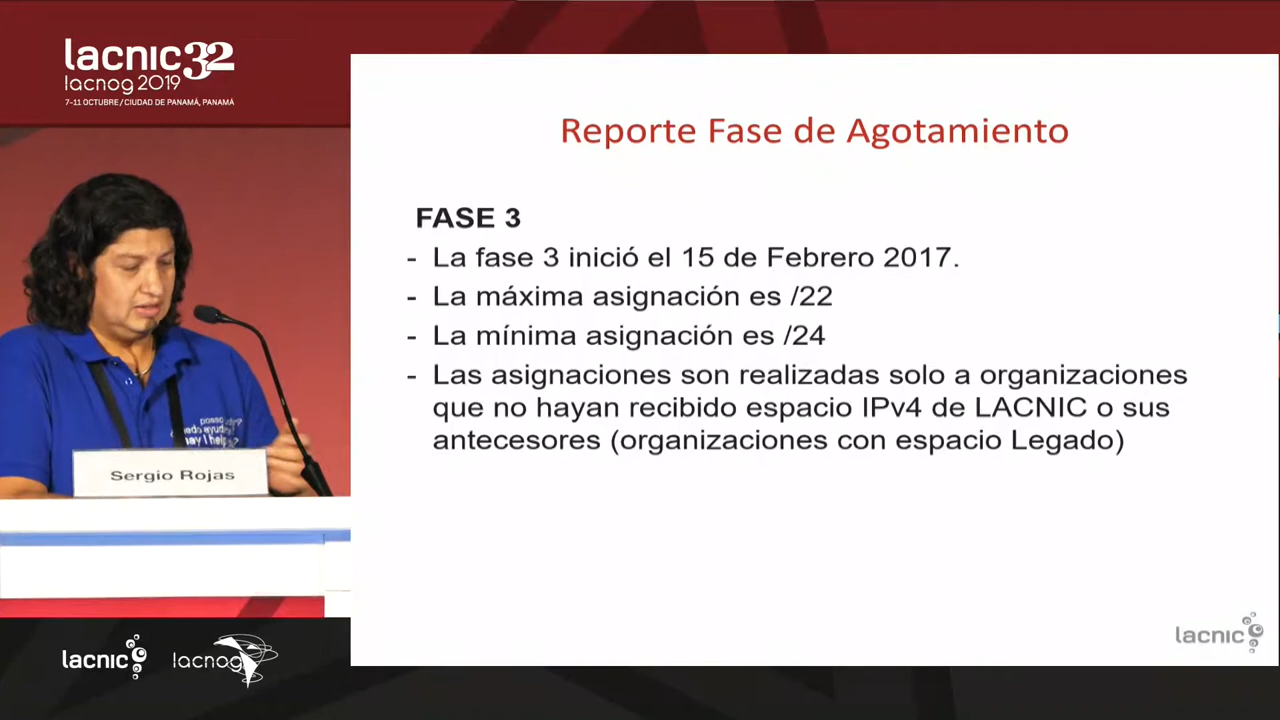 lacnic32
lacnog 2019
7-11 OCTUBRE / CIUDAD DE PANAMÁ, PANAMÁ
Reporte Fase de Agotamiento
FASE 3
- La fase 3 inició el 15 de Febrero 2017.
- La máxima asignación es /22
- La mínima asignación es /24
- Las asignaciones son realizadas solo a organizaciones
que no hayan recibido espacio IPv4 de LACNIC o sus
antecesores (organizaciones con espacio Legado)
ayudar?
may I help?
Sergio Rojas
lacnic
lacnog
lacnic